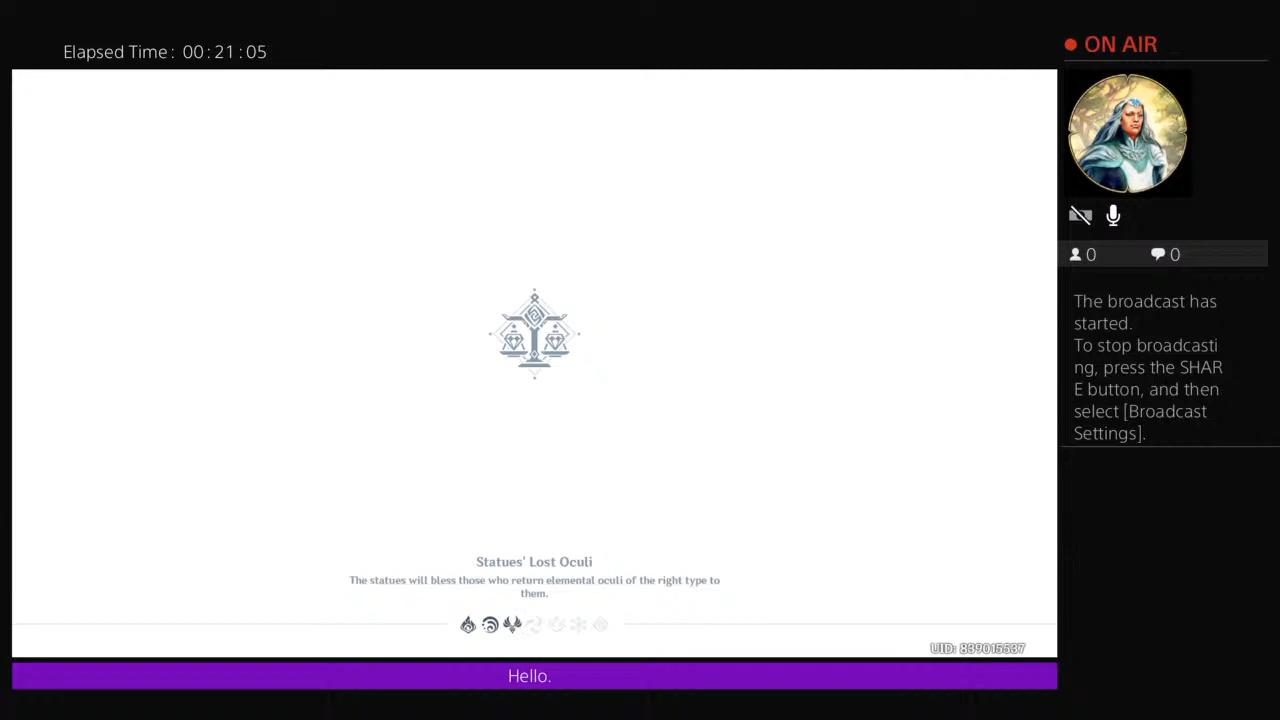 Elapsed Time: 00:21:05
ON AIR
0 0
The broadcast has
started.
To stop broadcasti
ng, press the SHAR
E button, and then
select [Broadcast
Settings].
Statues' Lost Oculi
The statues will bless those who return elemental oculi of the right type to
them.
UID: 839015537
Hello.